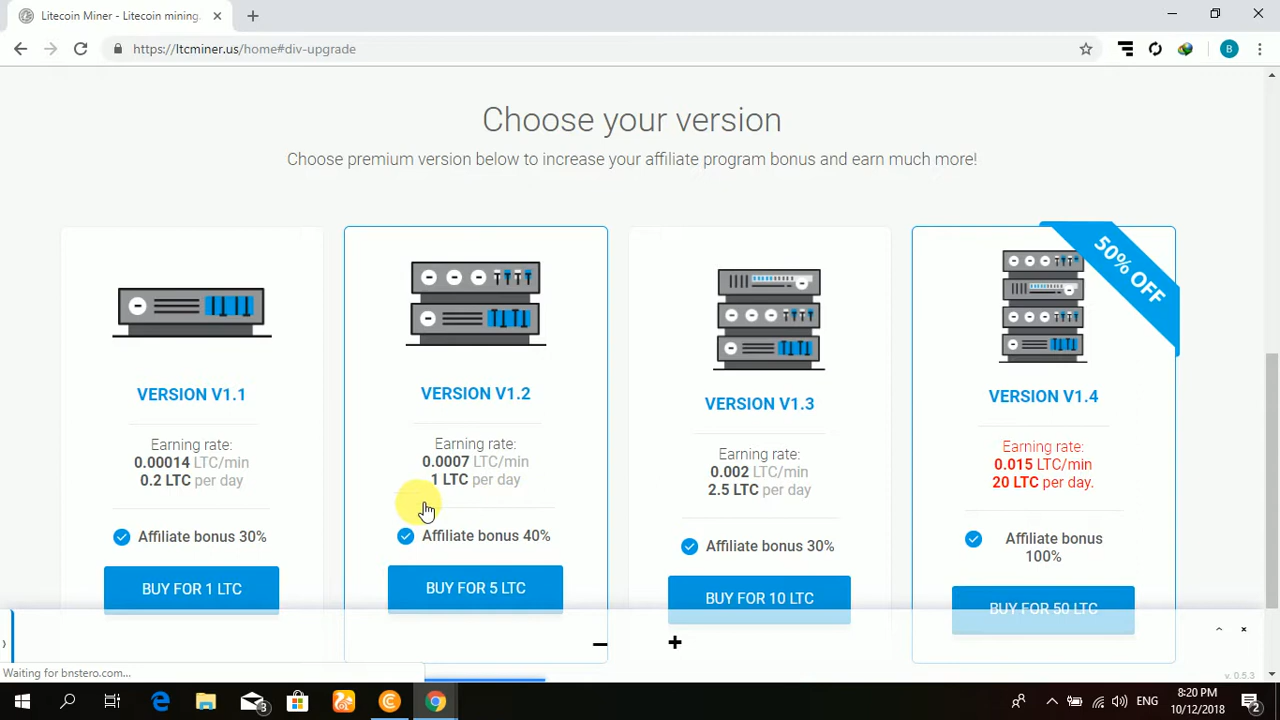 Litecoin Miner - Litecoin mining.
https://ltcminer.us/home#div-upgrade
B
Choose your version
Choose premium version below to increase your affiliate program bonus and earn much more!
50% OFF
VERSION V1.1
Earning rate:
0.00014 LTC/min
0.2 LTC per day
Affiliate bonus 30%
BUY FOR 1 LTC
VERSION V1.2
Earning rate:
0.0007 LTC/min
1 LTC per day
Affiliate bonus 40%
BUY FOR 5 LTC
VERSION V1.3
Earning rate:
0.002 LTC/min
2.5 LTC per day
Affiliate bonus 30%
BUY FOR 10 LTC
VERSION V1.4
Earning rate:
0.015 LTC/min
20 LTC per day.
Affiliate bonus
100%
BUY FOR 50 LTC
Waiting for bnstero.com...
v. 0.5.3
3
ENG
8:20 PM
10/12/2018
2